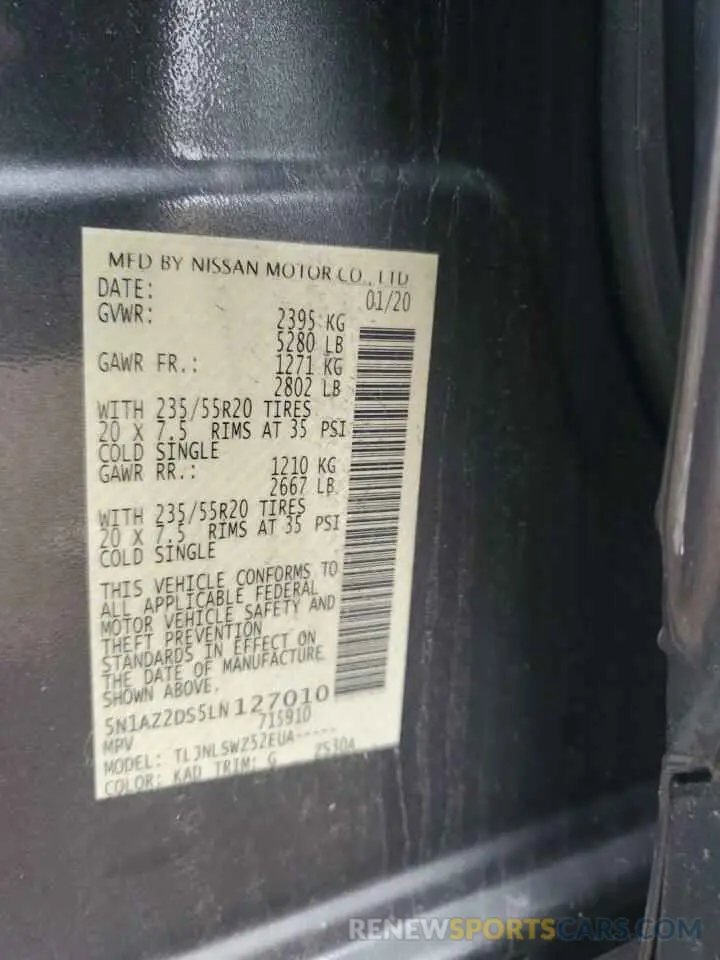 MFD BY NISSAN MOTOR CO., LTD
DATE: 01/20
GVWR: 2395 KG
5280 LB
GAWR FR.: 1271 KG
2802 LB
WITH 235/55R20 TIRES
20 X 7.5 RIMS AT 35 PSI
COLD SINGLE
GAWR RR.: 1210 KG
2667 LB
WITH 235/55R20 TIRES
20 X 7.5 RIMS AT 35 PSI
COLD SINGLE
THIS VEHICLE CONFORMS TO
ALL APPLICABLE FEDERAL
MOTOR VEHICLE SAFETY AND
THEFT PREVENTION
STANDARDS IN EFFECT ON
THE DATE OF MANUFACTURE
SHOWN ABOVE.
5N1AZ2DS5LN127010
MPV 715910
MODEL: TLJNLSWZ52EUA-----
COLOR: KAD TRIM: G Z530A
RENEWSPORTSCARS.COM